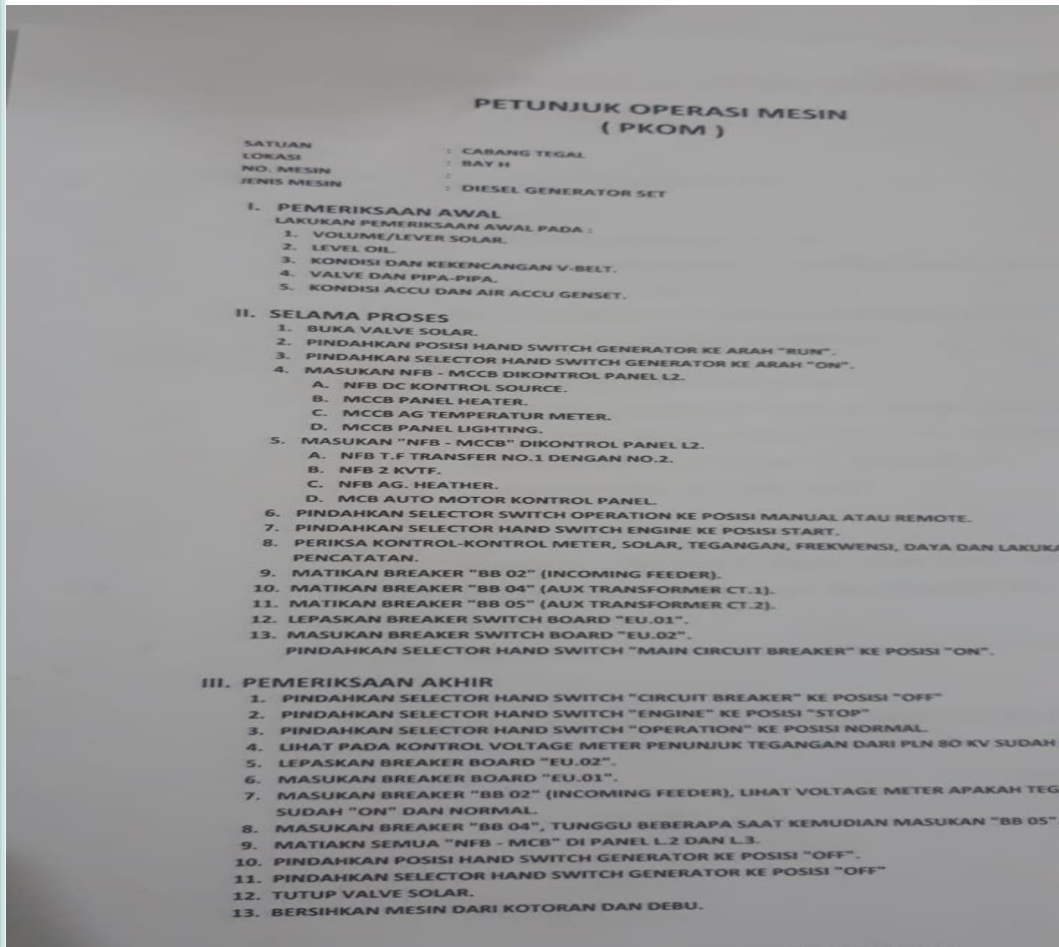 PETUNJUK OPERASI MESIN
( PKOM )
SATUAN : CABANG TEGAL
LOKASI : BAY H
NO. MESIN :
JENIS MESIN : DIESEL GENERATOR SET
I. PEMERIKSAAN AWAL
LAKUKAN PEMERIKSAAN AWAL PADA :
1. VOLUME/LEVER SOLAR.
2. LEVEL OIL.
3. KONDISI DAN KEKENCANGAN V-BELT.
4. VALVE DAN PIPA-PIPA.
5. KONDISI ACCU DAN AIR ACCU GENSET.
II. SELAMA PROSES
1. BUKA VALVE SOLAR.
2. PINDAHKAN POSISI HAND SWITCH GENERATOR KE ARAH "RUN".
3. PINDAHKAN SELECTOR HAND SWITCH GENERATOR KE ARAH "ON".
4. MASUKAN NFB - MCCB DIKONTROL PANEL L2.
A. NFB DC KONTROL SOURCE.
B. MCCB PANEL HEATER.
C. MCCB AG TEMPERATUR METER.
D. MCCB PANEL LIGHTING.
5. MASUKAN "NFB - MCCB" DIKONTROL PANEL L2.
A. NFB T.F TRANSFER NO.1 DENGAN NO.2.
B. NFB 2 KVTF.
C. NFB AG. HEATHER.
D. MCB AUTO MOTOR KONTROL PANEL.
6. PINDAHKAN SELECTOR SWITCH OPERATION KE POSISI MANUAL ATAU REMOTE.
7. PINDAHKAN SELECTOR HAND SWITCH ENGINE KE POSISI START.
8. PERIKSA KONTROL-KONTROL METER, SOLAR, TEGANGAN, FREKWENSI, DAYA DAN LAKUKA
PENCATATAN.
9. MATIKAN BREAKER "BB 02" (INCOMING FEEDER).
10. MATIKAN BREAKER "BB 04" (AUX TRANSFORMER CT.1).
11. MATIKAN BREAKER "BB 05" (AUX TRANSFORMER CT.2).
12. LEPASKAN BREAKER SWITCH BOARD "EU.01".
13. MASUKAN BREAKER SWITCH BOARD "EU.02".
PINDAHKAN SELECTOR HAND SWITCH "MAIN CIRCUIT BREAKER" KE POSISI "ON".
III. PEMERIKSAAN AKHIR
1. PINDAHKAN SELECTOR HAND SWITCH "CIRCUIT BREAKER" KE POSISI "OFF"
2. PINDAHKAN SELECTOR HAND SWITCH "ENGINE" KE POSISI "STOP"
3. PINDAHKAN SELECTOR HAND SWITCH "OPERATION" KE POSISI NORMAL.
4. LIHAT PADA KONTROL VOLTAGE METER PENUNJUK TEGANGAN DARI PLN 80 KV SUDAH
5. LEPASKAN BREAKER BOARD "EU.02".
6. MASUKAN BREAKER BOARD "EU.01".
7. MASUKAN BREAKER "BB 02" (INCOMING FEEDER), LIHAT VOLTAGE METER APAKAH TEG
SUDAH "ON" DAN NORMAL.
8. MASUKAN BREAKER "BB 04", TUNGGU BEBERAPA SAAT KEMUDIAN MASUKAN "BB 05"
9. MATIAKN SEMUA "NFB - MCB" DI PANEL L.2 DAN L.3.
10. PINDAHKAN POSISI HAND SWITCH GENERATOR KE POSISI "OFF".
11. PINDAHKAN SELECTOR HAND SWITCH GENERATOR KE POSISI "OFF"
12. TUTUP VALVE SOLAR.
13. BERSIHKAN MESIN DARI KOTORAN DAN DEBU.